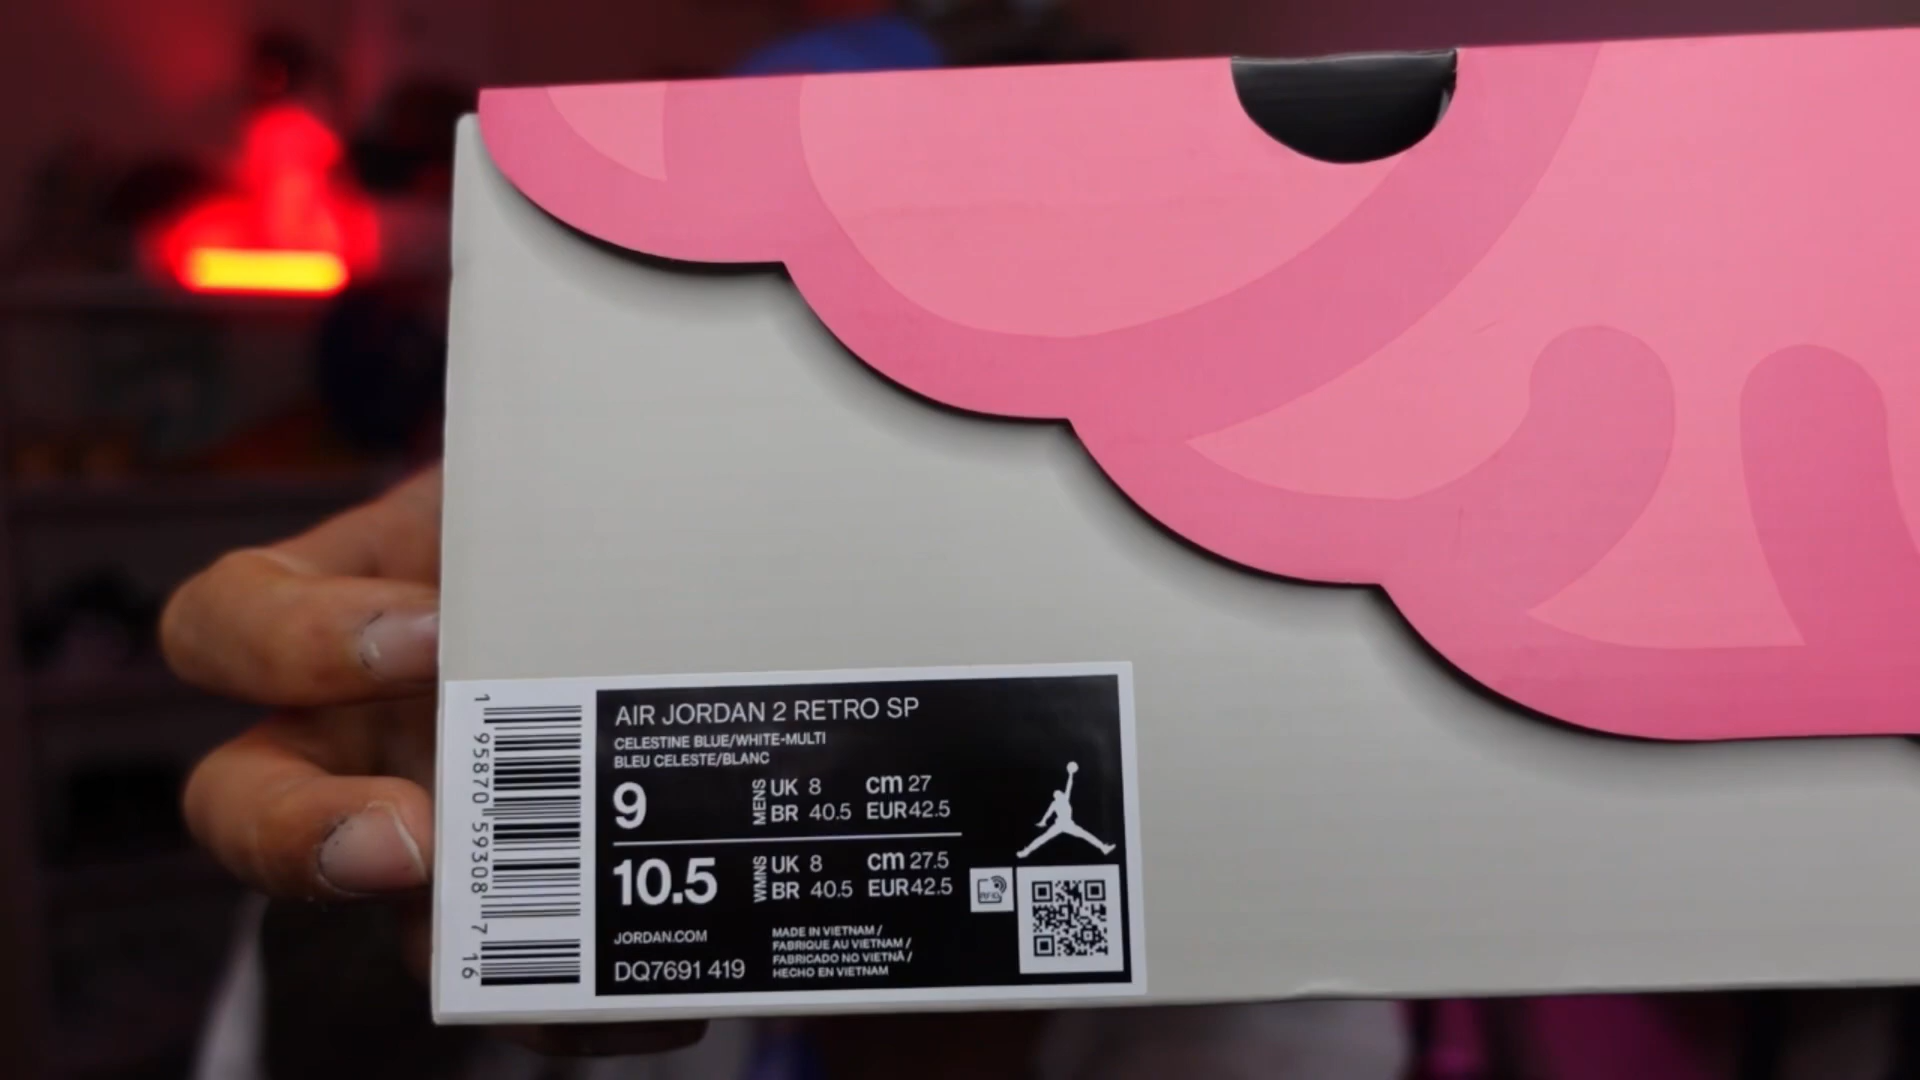 AIR JORDAN 2 RETRO SP
CELESTINE BLUE/WHITE-MULTI
BLEU CELESTE/BLANC
9 MENS UK 8 cm 27
BR 40.5 EUR 42.5
10.5 WMNS UK 8 cm 27.5
BR 40.5 EUR 42.5
JORDAN.COM
DQ7691 419
MADE IN VIETNAM /
FABRIQUE AU VIETNAM /
FABRICADO NO VIETNÃ /
HECHO EN VIETNAM
RFID
1 95870 59308 7 16